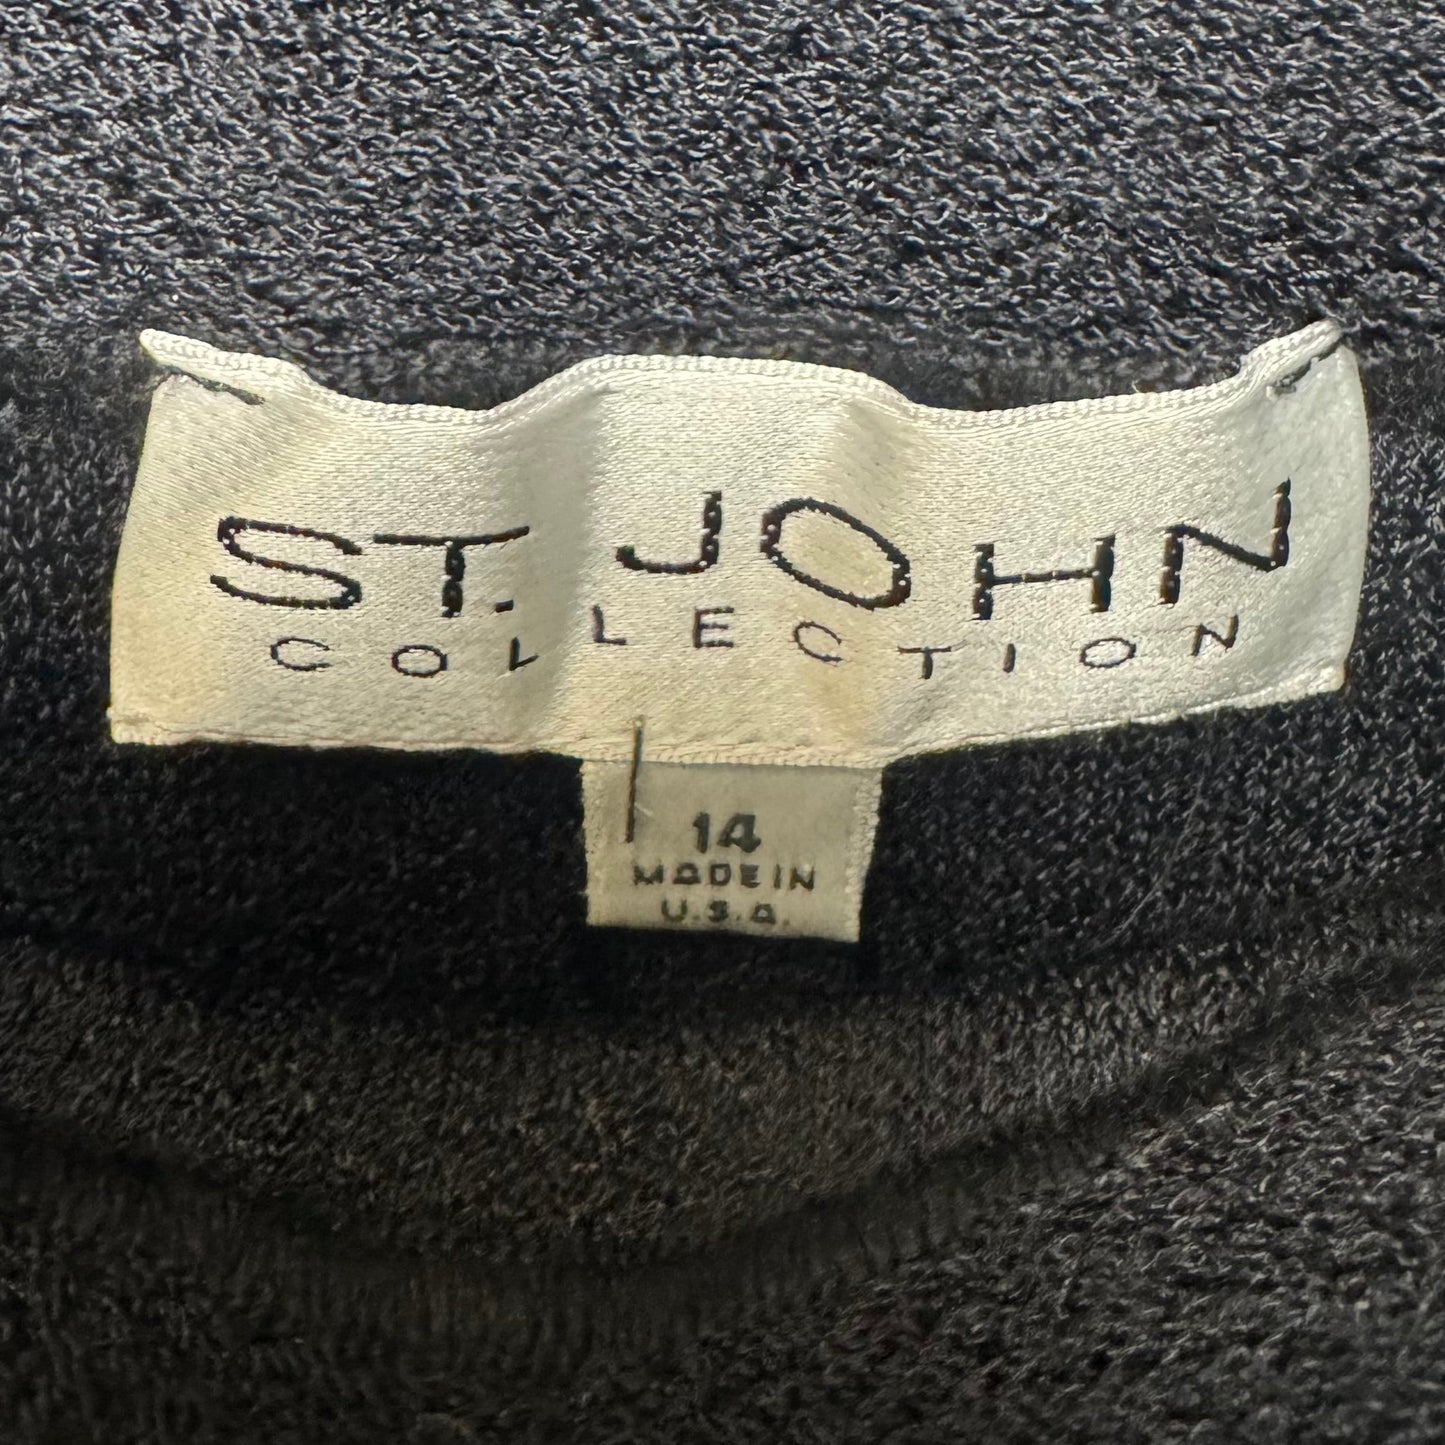 ST. JOHN
COLLECTION
14
MADE IN
U.S.A.